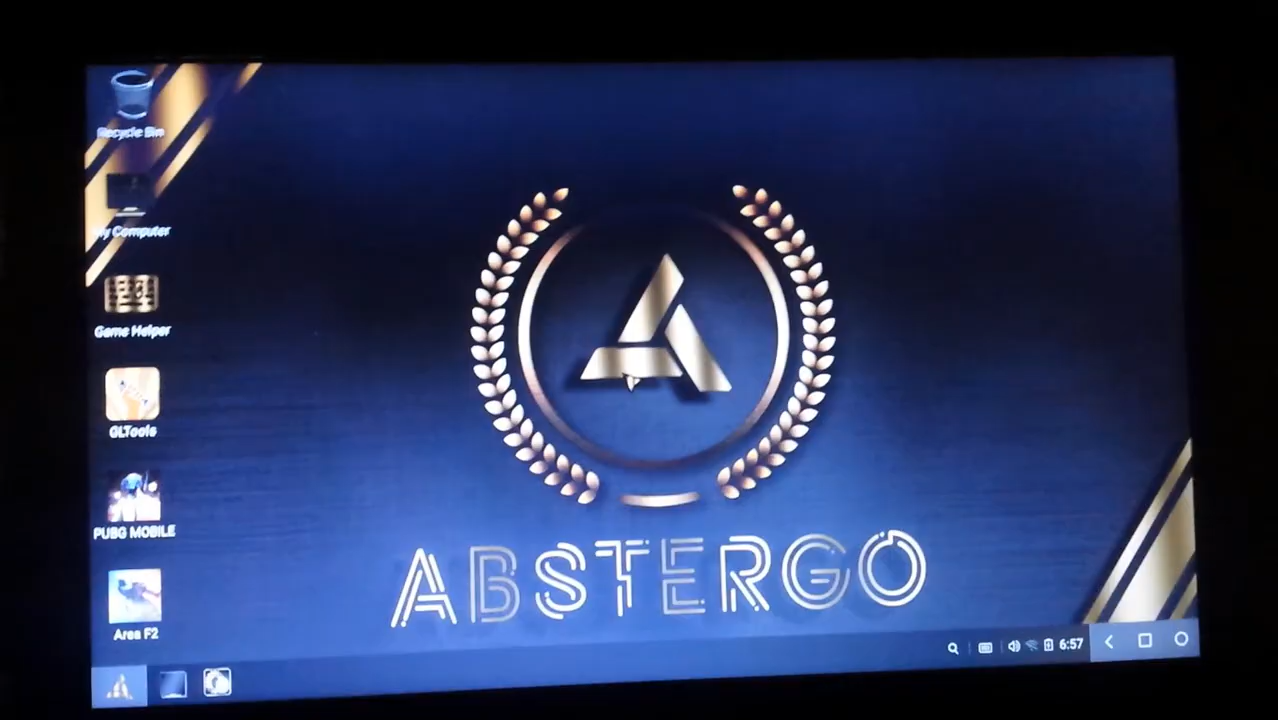 Recycle Bin
My Computer
Game Helper
GLTools
PUBG MOBILE
Area F2
ABSTERGO
6:57